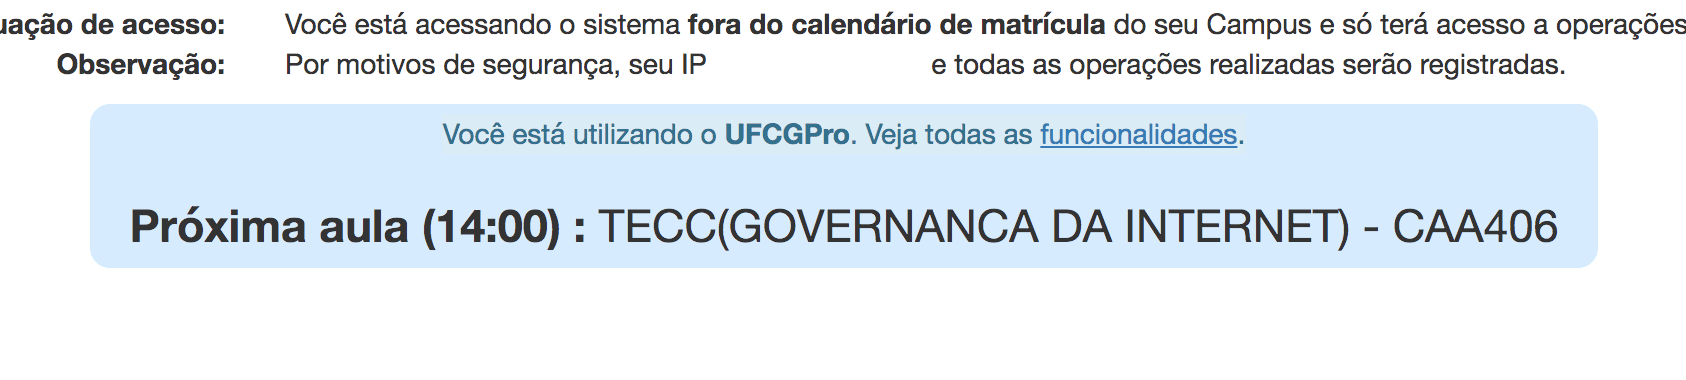 uação de acesso: Você está acessando o sistema fora do calendário de matrícula do seu Campus e só terá acesso a operações
Observação: Por motivos de segurança, seu IP e todas as operações realizadas serão registradas.
Você está utilizando o UFCGPro. Veja todas as funcionalidades.
Próxima aula (14:00) : TECC(GOVERNANCA DA INTERNET) - CAA406